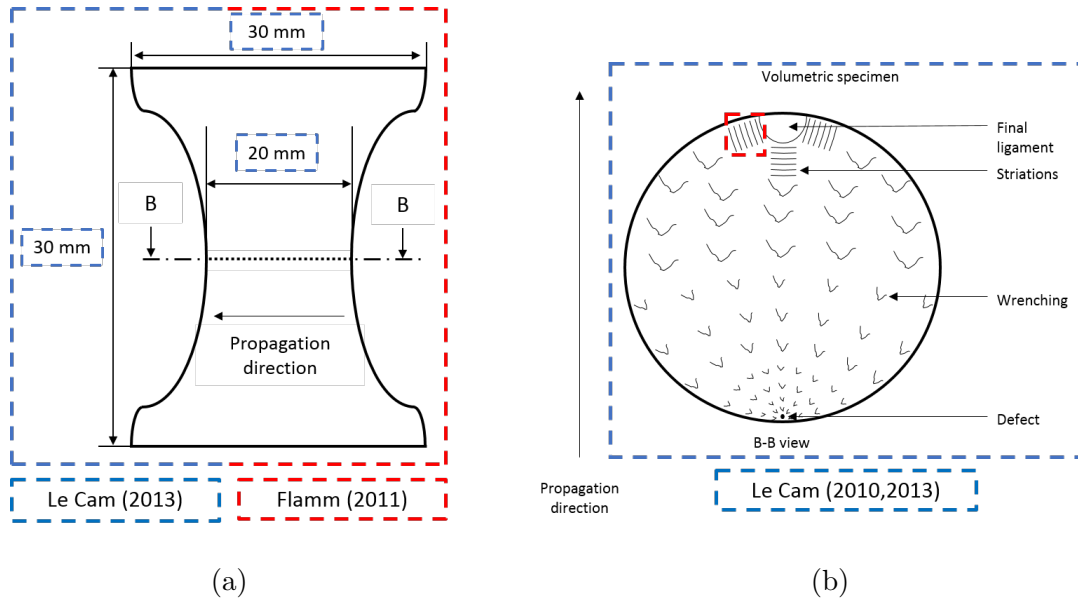 30 mm
20 mm
B
B
30 mm
Propagation
direction
Le Cam (2013)
Flamm (2011)
(a)
Volumetric specimen
Final
ligament
Striations
Wrenching
Defect
B-B view
Propagation
direction
Le Cam (2010,2013)
(b)